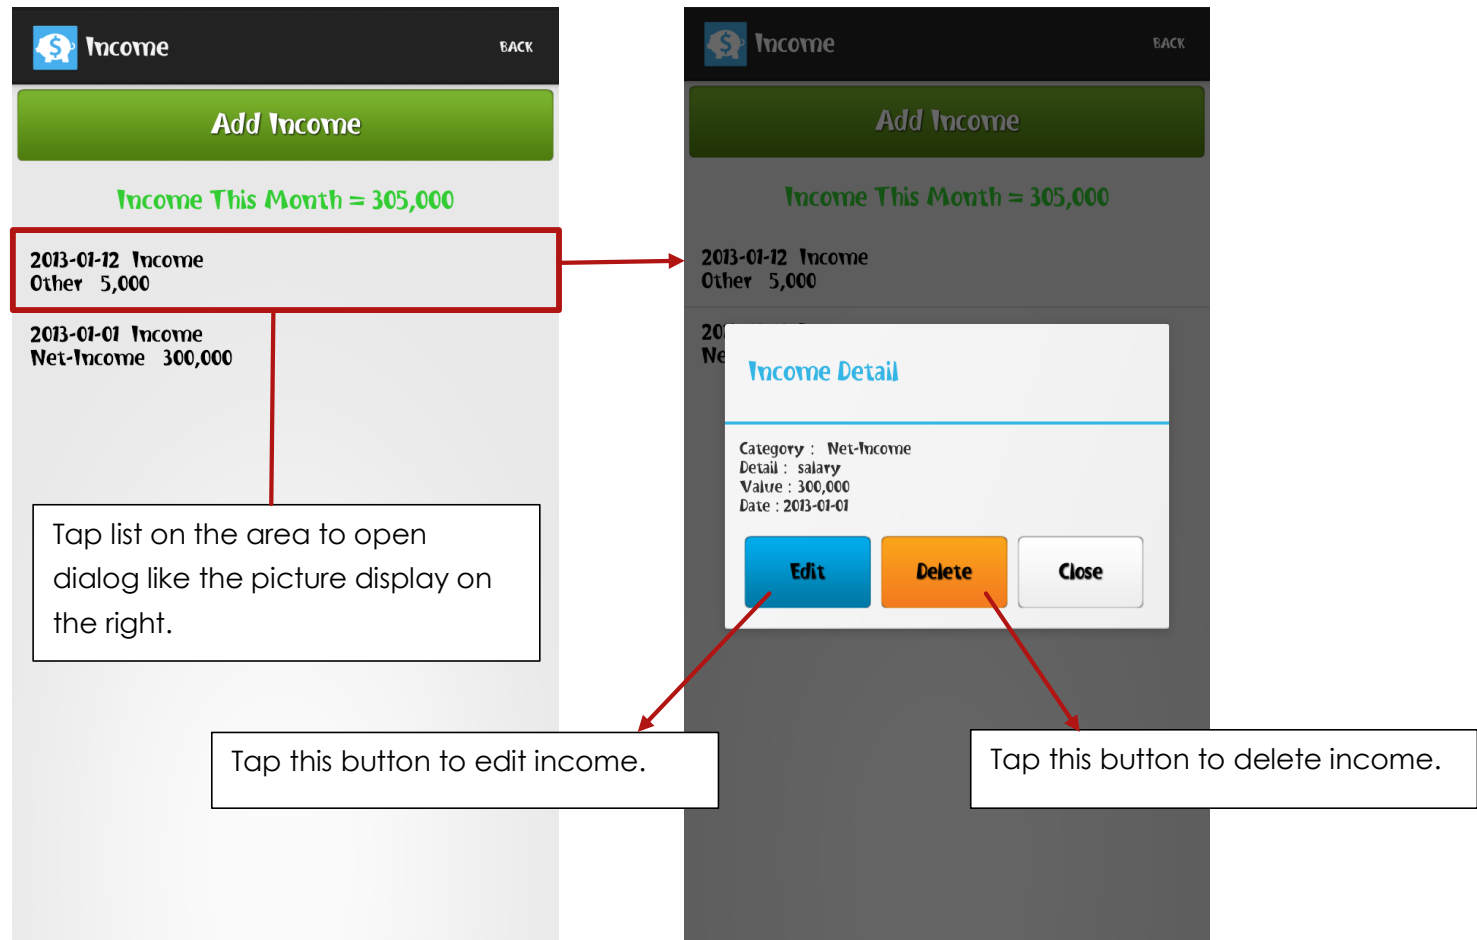 Income
BACK
Add Income
Income This Month = 305,000
2013-01-12 Income
Other 5,000
2013-01-01 Income
Net-Income 300,000
Tap list on the area to open
dialog like the picture display on
the right.
Income
BACK
Add Income
Income This Month = 305,000
2013-01-12 Income
Other 5,000
20
Ne
Income Detail
Category : Net-Income
Detail : salary
Value : 300,000
Date : 2013-01-01
Edit
Delete
Close
Tap this button to edit income.
Tap this button to delete income.